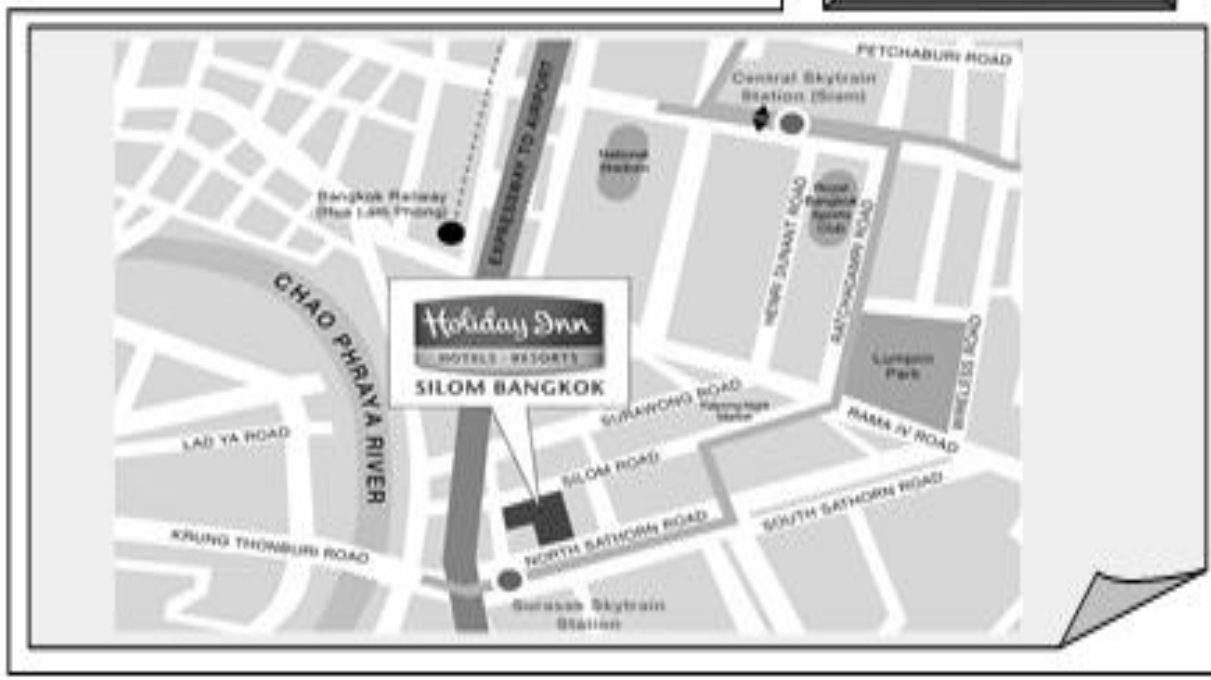 PETCHABURI ROAD
Central Skytrain
Station (Siam)
EXPRESSWAY TO AIRPORT
National
Stadium
Bangkok Railway
(Hua Lam Phong)
Royal
Bangkok
Sports
Club
HENRI DUNANT ROAD
RATCHADAMRI ROAD
CHAO PHRAYA RIVER
Holiday Inn
HOTELS · RESORTS
SILOM BANGKOK
Lumpini
Park
WIRELESS ROAD
SURAWONG ROAD
RAMA IV ROAD
LAD YA ROAD
SILOM ROAD
SOUTH SATHORN ROAD
NORTH SATHORN ROAD
KRUNG THONBURI ROAD
Surasak Skytrain
Station